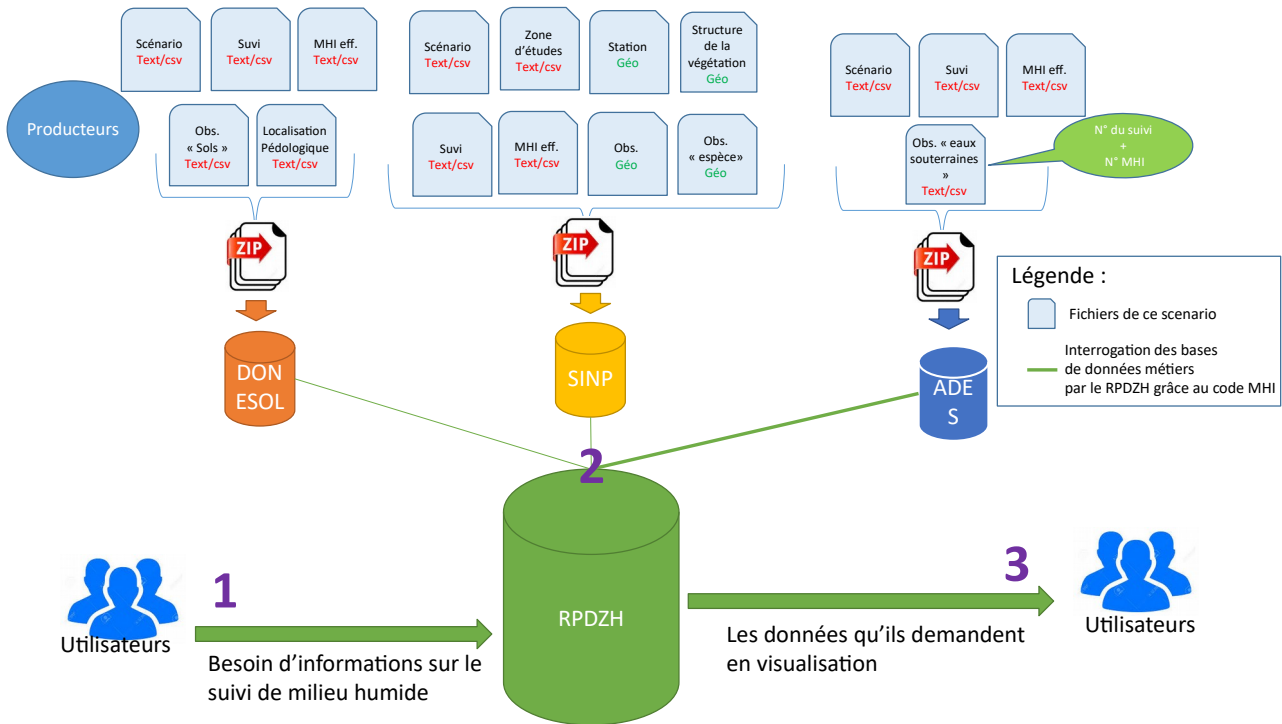 Producteurs
Scénario
Text/csv
Suvi
Text/csv
MHI eff.
Text/csv
Obs.
« Sols »
Text/csv
Localisation
Pédologique
Text/csv
ZIP
DON
ESOL
Scénario
Text/csv
Zone
d'études
Text/csv
Station
Géo
Structure
de la
végétation
Géo
Suvi
Text/csv
MHI eff.
Text/csv
Obs.
Géo
Obs.
« espèce»
Géo
ZIP
SINP
Scénario
Text/csv
Suvi
Text/csv
MHI eff.
Text/csv
Obs. « eaux
souterraines
»
Text/csv
N° du suivi
+
N° MHI
ZIP
ADE
S
Légende :
Fichiers de ce scenario
Interrogation des bases
de données métiers
par le RPDZH grâce au code MHI
Utilisateurs
1
Besoin d'informations sur le
suivi de milieu humide
2
RPDZH
3
Les données qu'ils demandent
en visualisation
Utilisateurs